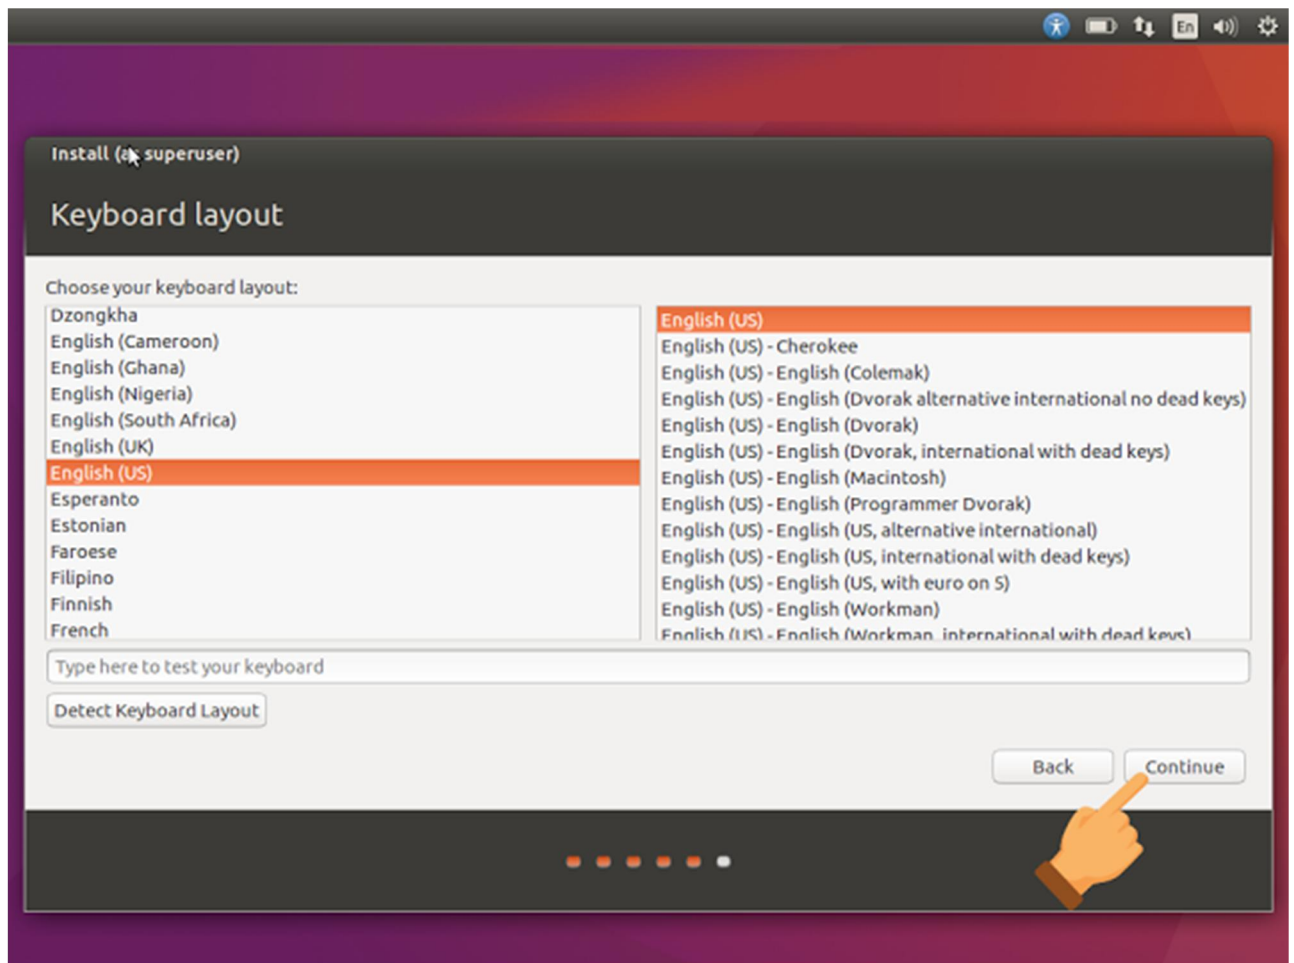 En
Install (as superuser)
Keyboard layout
Choose your keyboard layout:
Dzongkha
English (Cameroon)
English (Ghana)
English (Nigeria)
English (South Africa)
English (UK)
English (US)
Esperanto
Estonian
Faroese
Filipino
Finnish
French
English (US)
English (US) - Cherokee
English (US) - English (Colemak)
English (US) - English (Dvorak alternative international no dead keys)
English (US) - English (Dvorak)
English (US) - English (Dvorak, international with dead keys)
English (US) - English (Macintosh)
English (US) - English (Programmer Dvorak)
English (US) - English (US, alternative international)
English (US) - English (US, international with dead keys)
English (US) - English (US, with euro on 5)
English (US) - English (Workman)
English (US) - English (Workman, international with dead keys)
Type here to test your keyboard
Detect Keyboard Layout
Back
Continue